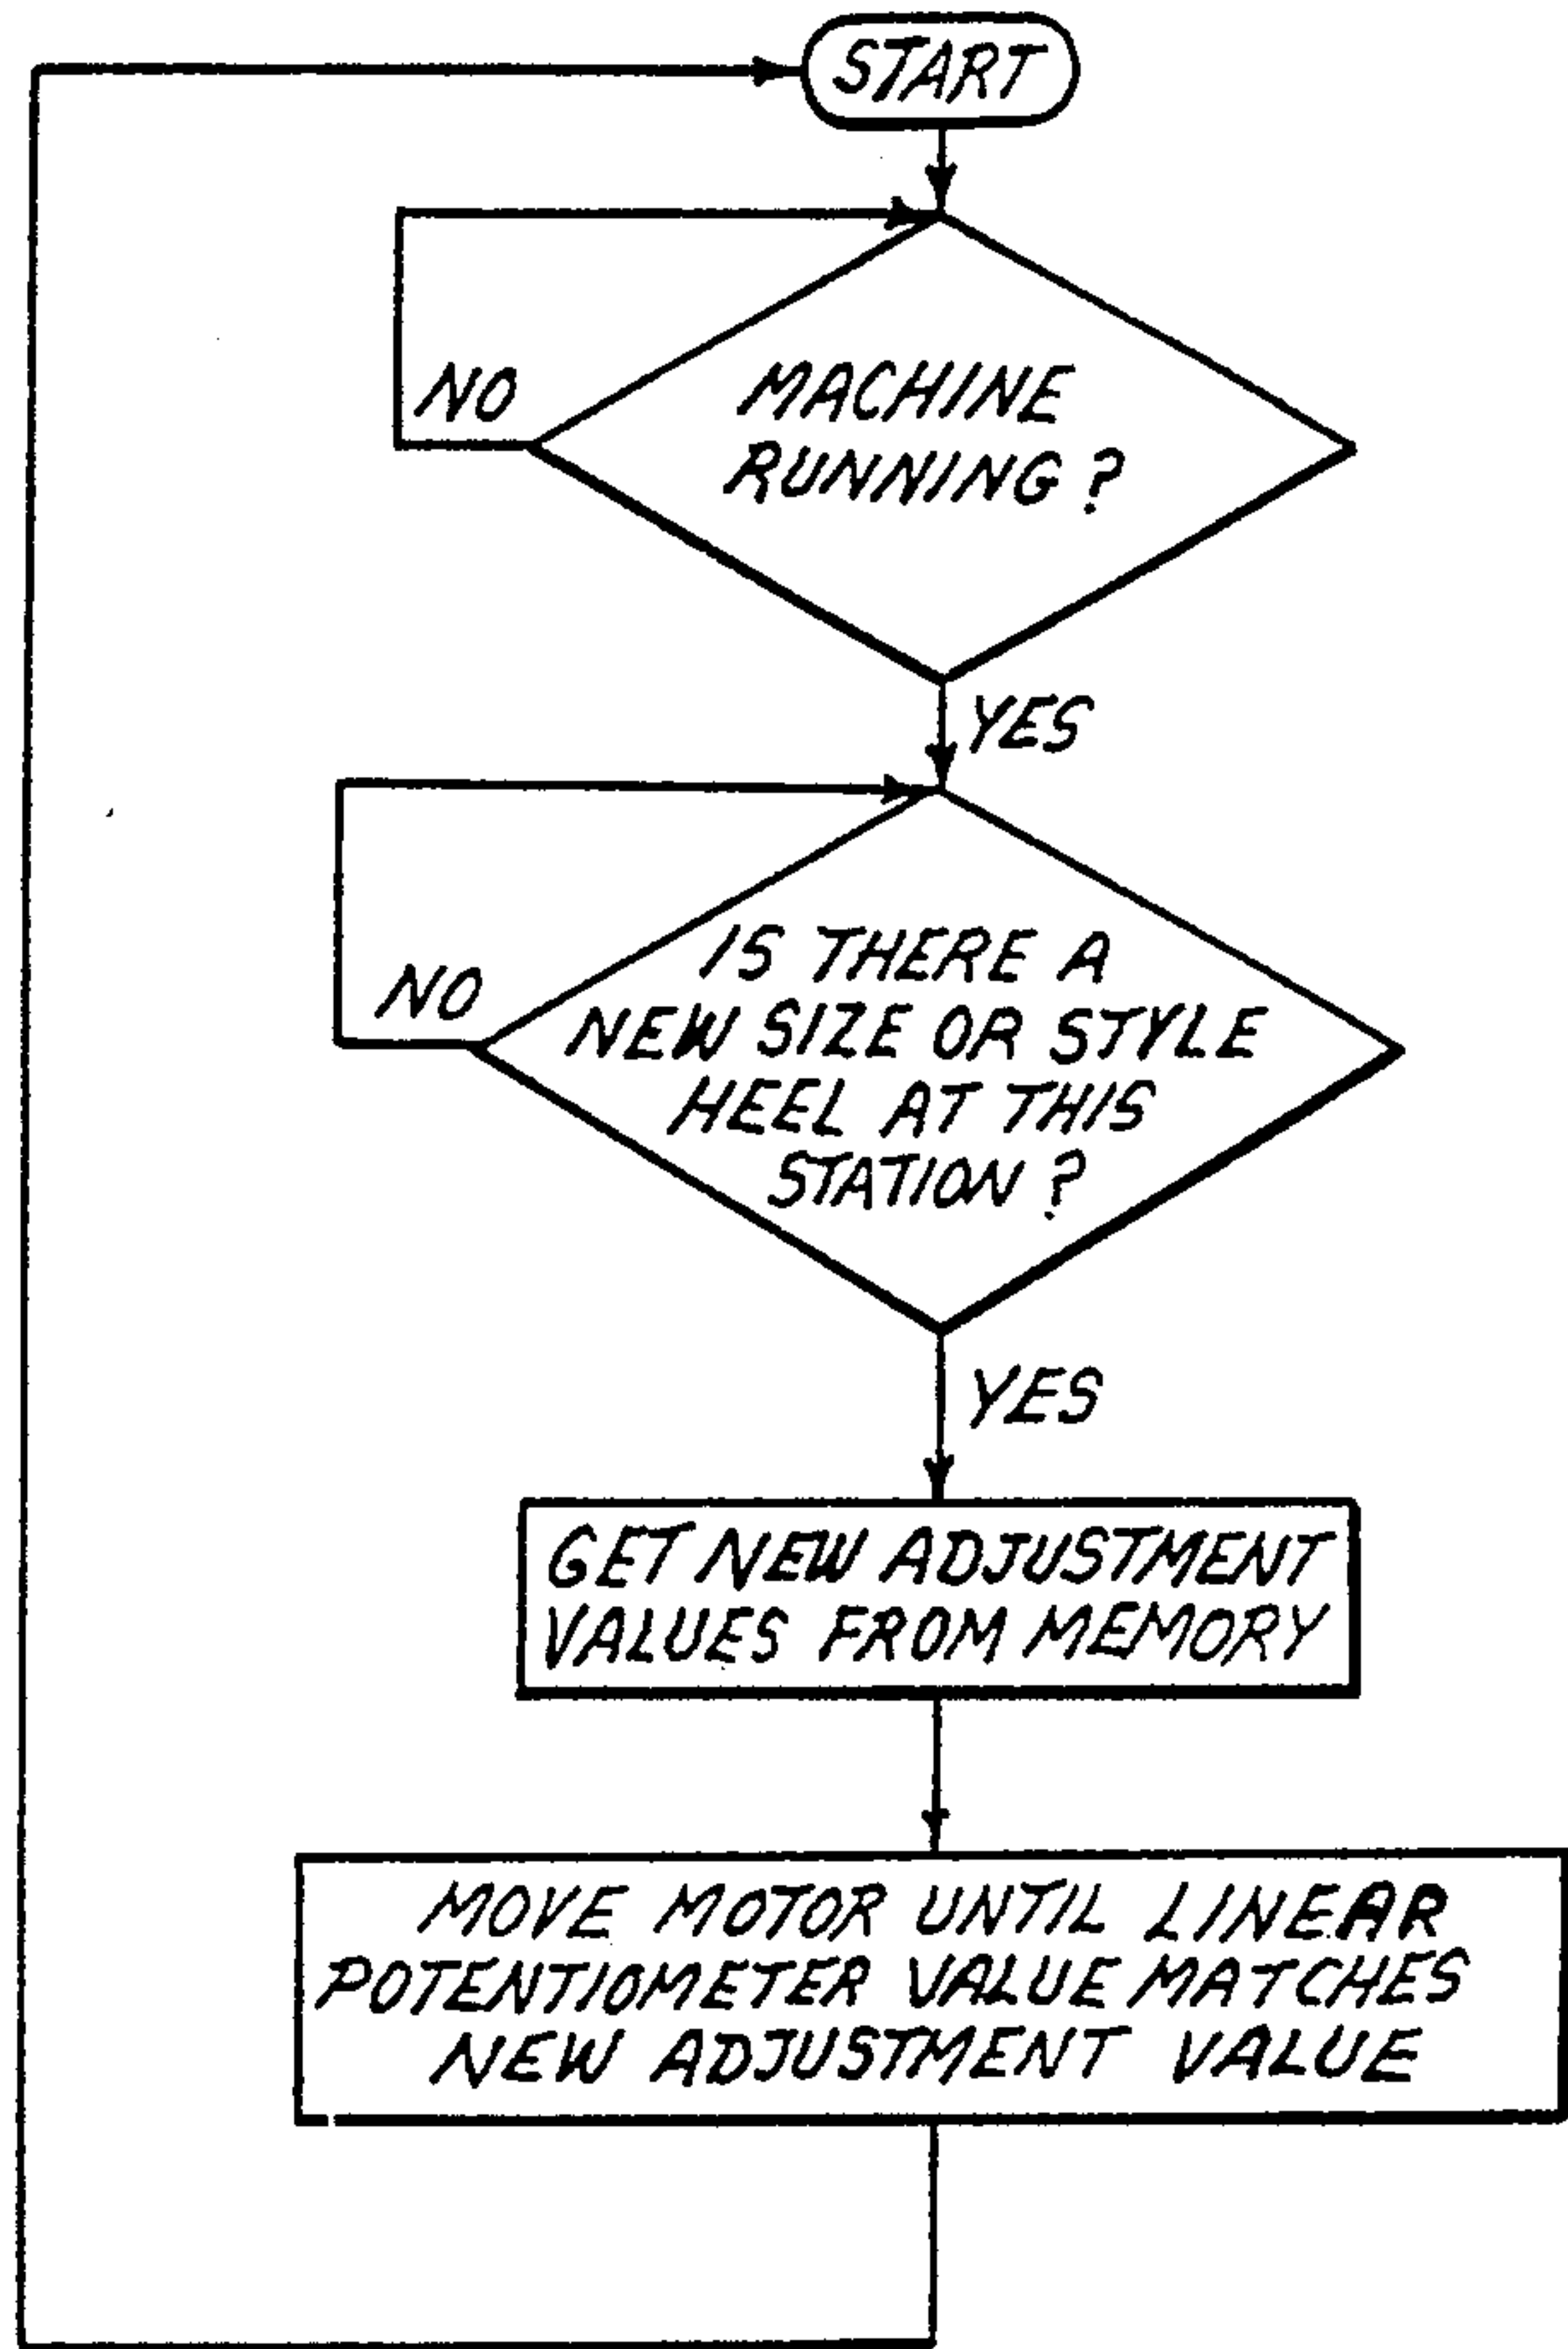 START
MACHINE
RUNNING?
NO
YES
IS THERE A
NEW SIZE OR STYLE
HEEL AT THIS
STATION?
NO
YES
GET NEW ADJUSTMENT
VALUES FROM MEMORY
MOVE MOTOR UNTIL LINEAR
POTENTIOMETER VALUE MATCHES
NEW ADJUSTMENT VALUE